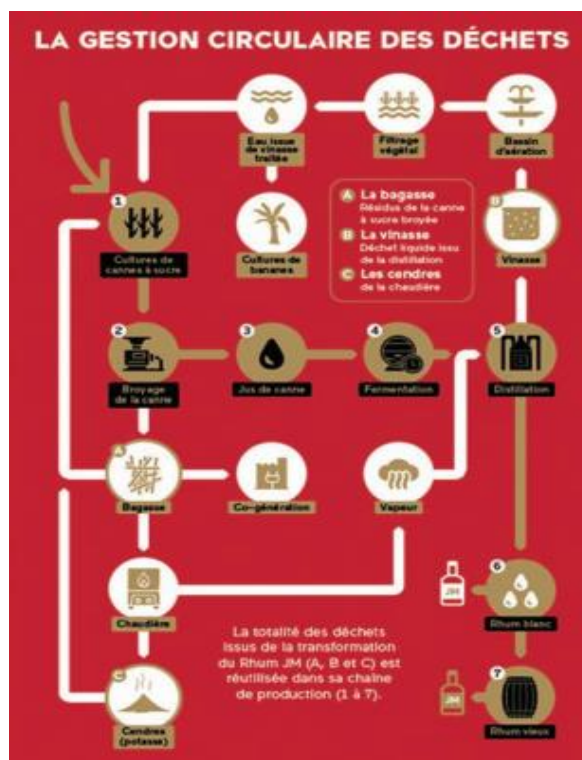 LA GESTION CIRCULAIRE DES DÉCHETS
Eau issue
de vinasse
traitée
Filtrage
végétal
Bassin
d'aération
1
Cultures de
cannes à sucre
Cultures de
bananes
A La bagasse
Résidus de la canne
à sucre broyée
B La vinasse
Déchet liquide issu
de la distillation
C Les cendres
de la chaudière
B
Vinasse
2
Broyage
de la canne
3
Jus de canne
4
Fermentation
5
Distillation
A
Bagasse
Co-génération
Vapeur
Chaudière
6
JM
Rhum blanc
La totalité des déchets
issus de la transformation
du Rhum JM (A, B et C) est
réutilisée dans sa chaîne
de production (1 à 7).
C
Cendres
(potasse)
7
JM
Rhum vieux